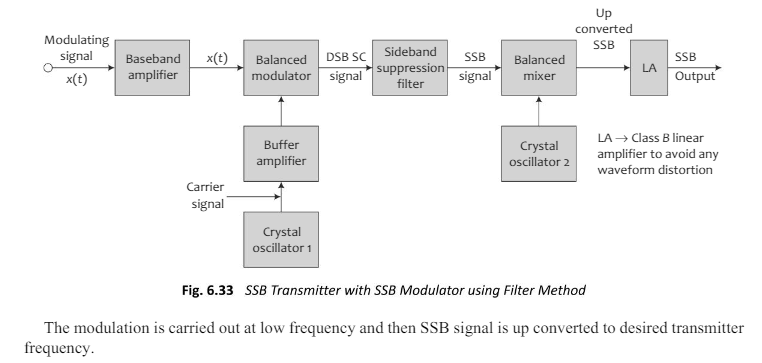 Up
converted
SSB
Modulating
signal
x(t)
Baseband
amplifier
x(t)
Balanced
modulator
DSB SC
signal
Sideband
suppression
filter
SSB
signal
Balanced
mixer
LA
SSB
Output
Buffer
amplifier
Crystal
oscillator 2
LA → Class B linear
amplifier to avoid any
waveform distortion
Carrier
signal
Crystal
oscillator 1
Fig. 6.33 SSB Transmitter with SSB Modulator using Filter Method
The modulation is carried out at low frequency and then SSB signal is up converted to desired transmitter
frequency.